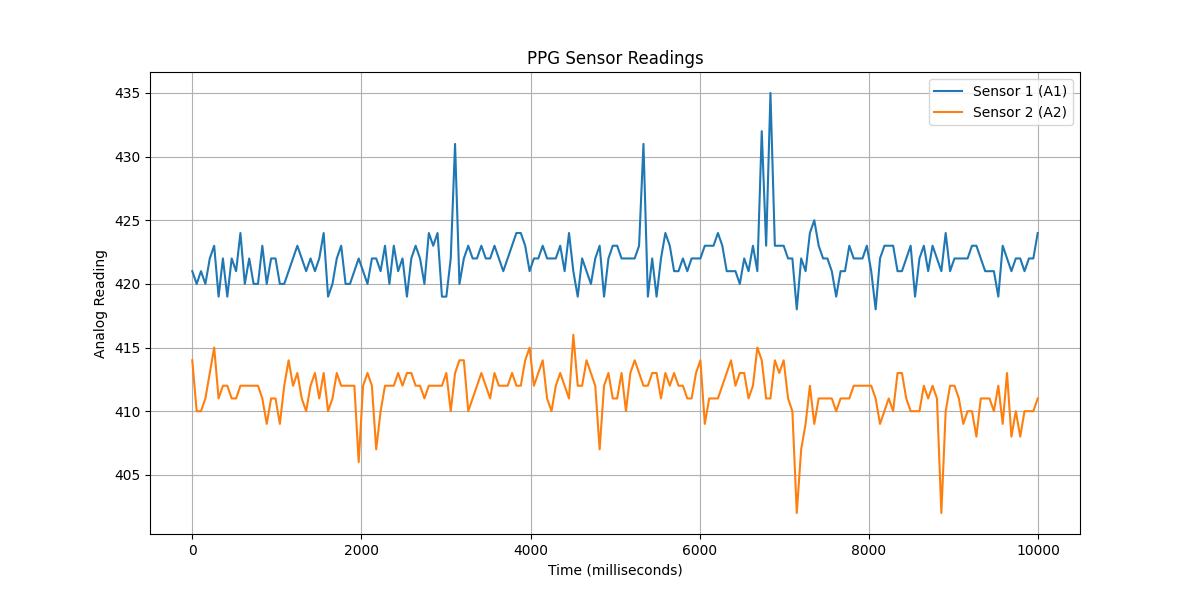 PPG Sensor Readings
Sensor 1 (A1)
Sensor 2 (A2)
Analog Reading
435
430
425
420
415
410
405
0
2000
4000
6000
8000
10000
Time (milliseconds)